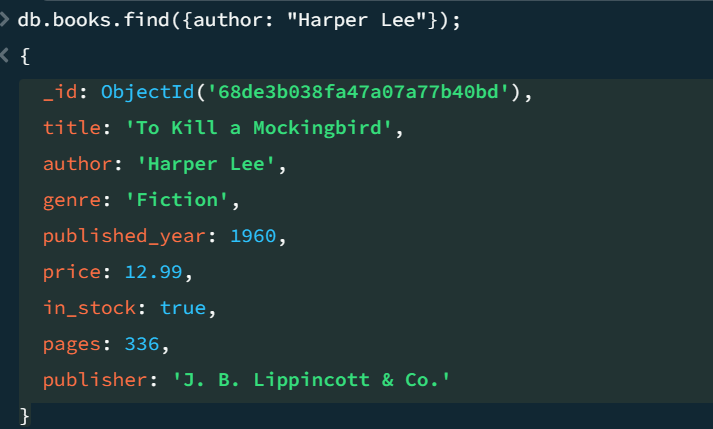 > db.books.find({author: "Harper Lee"});
< {
_id: ObjectId('68de3b038fa47a07a77b40bd'),
title: 'To Kill a Mockingbird',
author: 'Harper Lee',
genre: 'Fiction',
published_year: 1960,
price: 12.99,
in_stock: true,
pages: 336,
publisher: 'J. B. Lippincott & Co.'
}